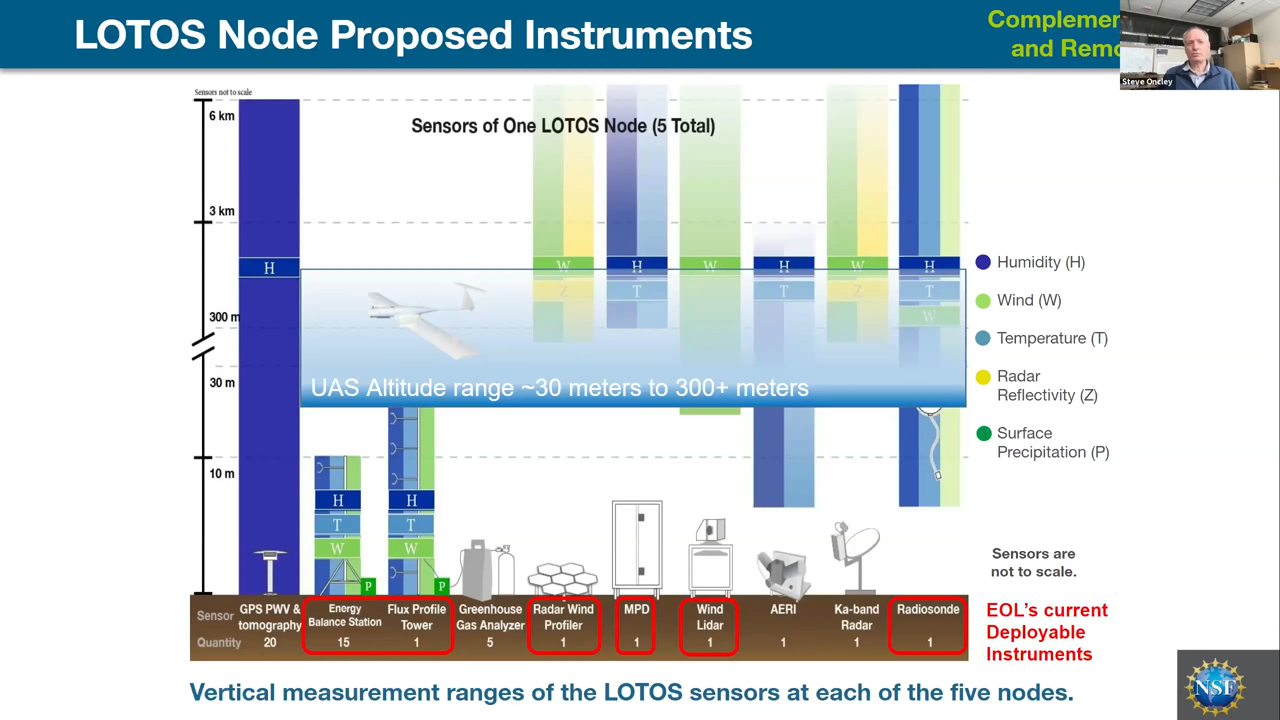 LOTOS Node Proposed Instruments
Complemen
and Remo
Steve Oncley
Sensors not to scale
6 km
Sensors of One LOTOS Node (5 Total)
3 km
H
W
H
W
H
W
H
Z
T
T
Z
T
W
300 m
30 m
UAS Altitude range ~30 meters to 300+ meters
10 m
H
H
T
T
W
W
P
P
Humidity (H)
Wind (W)
Temperature (T)
Radar
Reflectivity (Z)
Surface
Precipitation (P)
Sensors are
not to scale.
Sensor
GPS PWV &
tomography
Energy
Balance Station
Flux Profile
Tower
Greenhouse
Gas Analyzer
Radar Wind
Profiler
MPD
Wind
Lidar
AERI
Ka-band
Radar
Radiosonde
Quantity 20 15 1 5 1 1 1 1 1 1
EOL's current
Deployable
Instruments
Vertical measurement ranges of the LOTOS sensors at each of the five nodes.
NSF